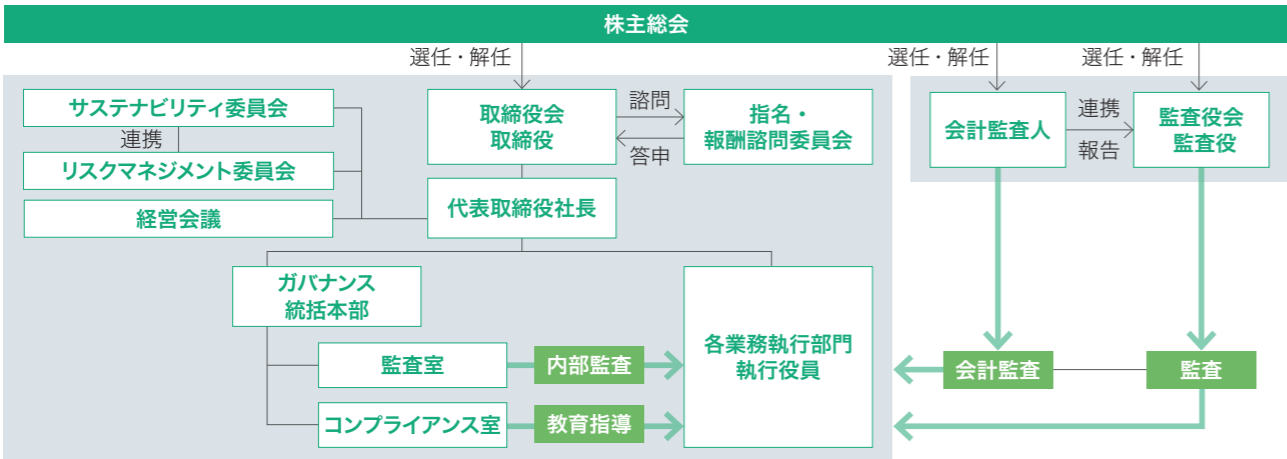 株主総会
選任・解任
選任・解任
選任・解任
サステナビリティ委員会
連携
リスクマネジメント委員会
経営会議
取締役会
取締役
諮問
答申
指名・
報酬諮問委員会
代表取締役社長
会計監査人
連携
報告
監査役会
監査役
ガバナンス
統括本部
監査室
内部監査
コンプライアンス室
教育指導
各業務執行部門
執行役員
会計監査
監査